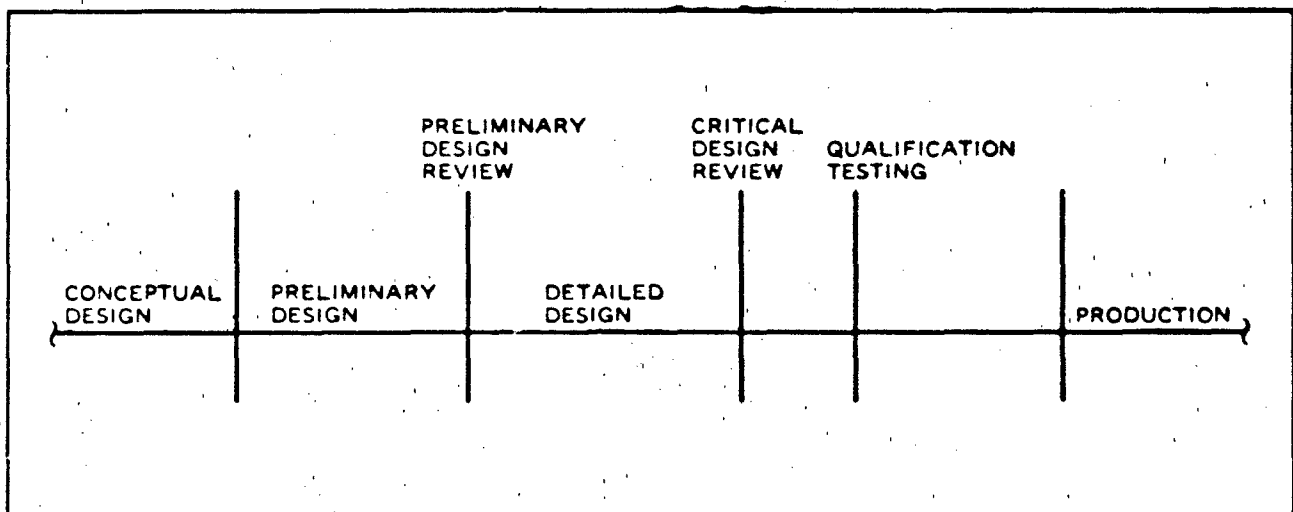 PRELIMINARY
DESIGN
REVIEW
CRITICAL
DESIGN
REVIEW
QUALIFICATION
TESTING
CONCEPTUAL
DESIGN
PRELIMINARY
DESIGN
DETAILED
DESIGN
PRODUCTION